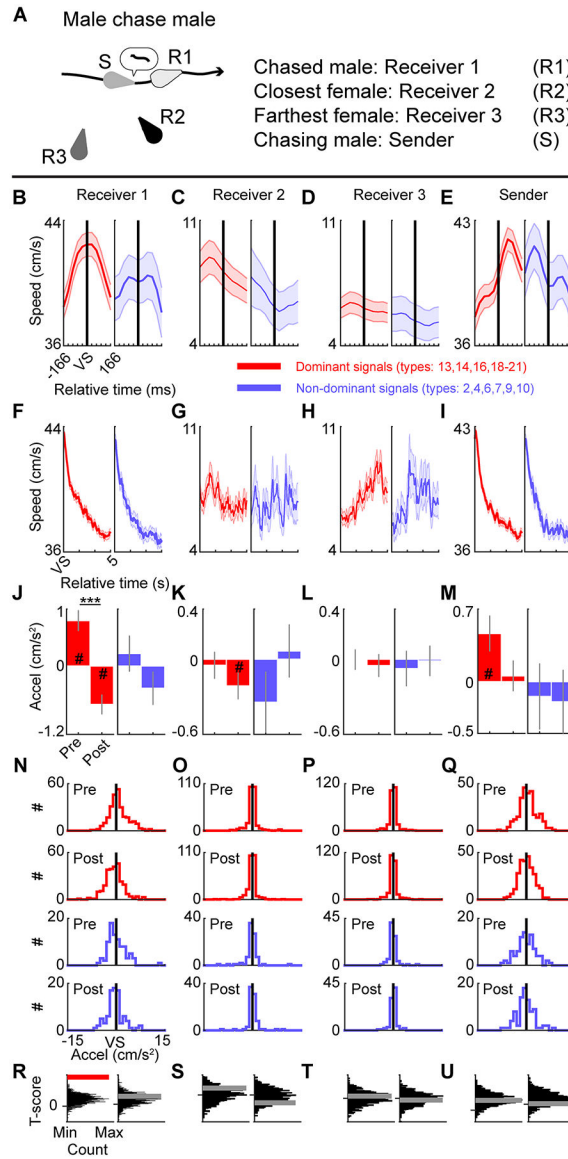 A Male chase male
S R1
R2
R3
Chased male: Receiver 1 (R1)
Closest female: Receiver 2 (R2)
Farthest female: Receiver 3 (R3)
Chasing male: Sender (S)
B Receiver 1 C Receiver 2 D Receiver 3 E Sender
44 11 11 43
Speed (cm/s)
36 4 4 36
-166 VS 166
Relative time (ms)
Dominant signals (types: 13,14,16,18-21)
Non-dominant signals (types: 2,4,6,7,9,10)
F G H I
44 11 11 43
Speed (cm/s)
36 4 4 36
VS 5
Relative time (s)
J K L M
1 0.4 0.4 0.7
***
Accel (cm/s²)
0 0 0 0
# # # #
-1.2 -0.6 -0.6 -0.5
Pre Post
N O P Q
60 Pre 110 Pre 120 Pre 50 Pre
#
0 0 0 0
60 Post 110 Post 120 Post 50 Post
#
0 0 0 0
20 Pre 40 Pre 45 Pre 20 Pre
#
0 0 0 0
20 Post 40 Post 45 Post 20 Post
#
0 0 0 0
-15 VS 15
Accel (cm/s²)
R S T U
T-score
0
Min Max
Count